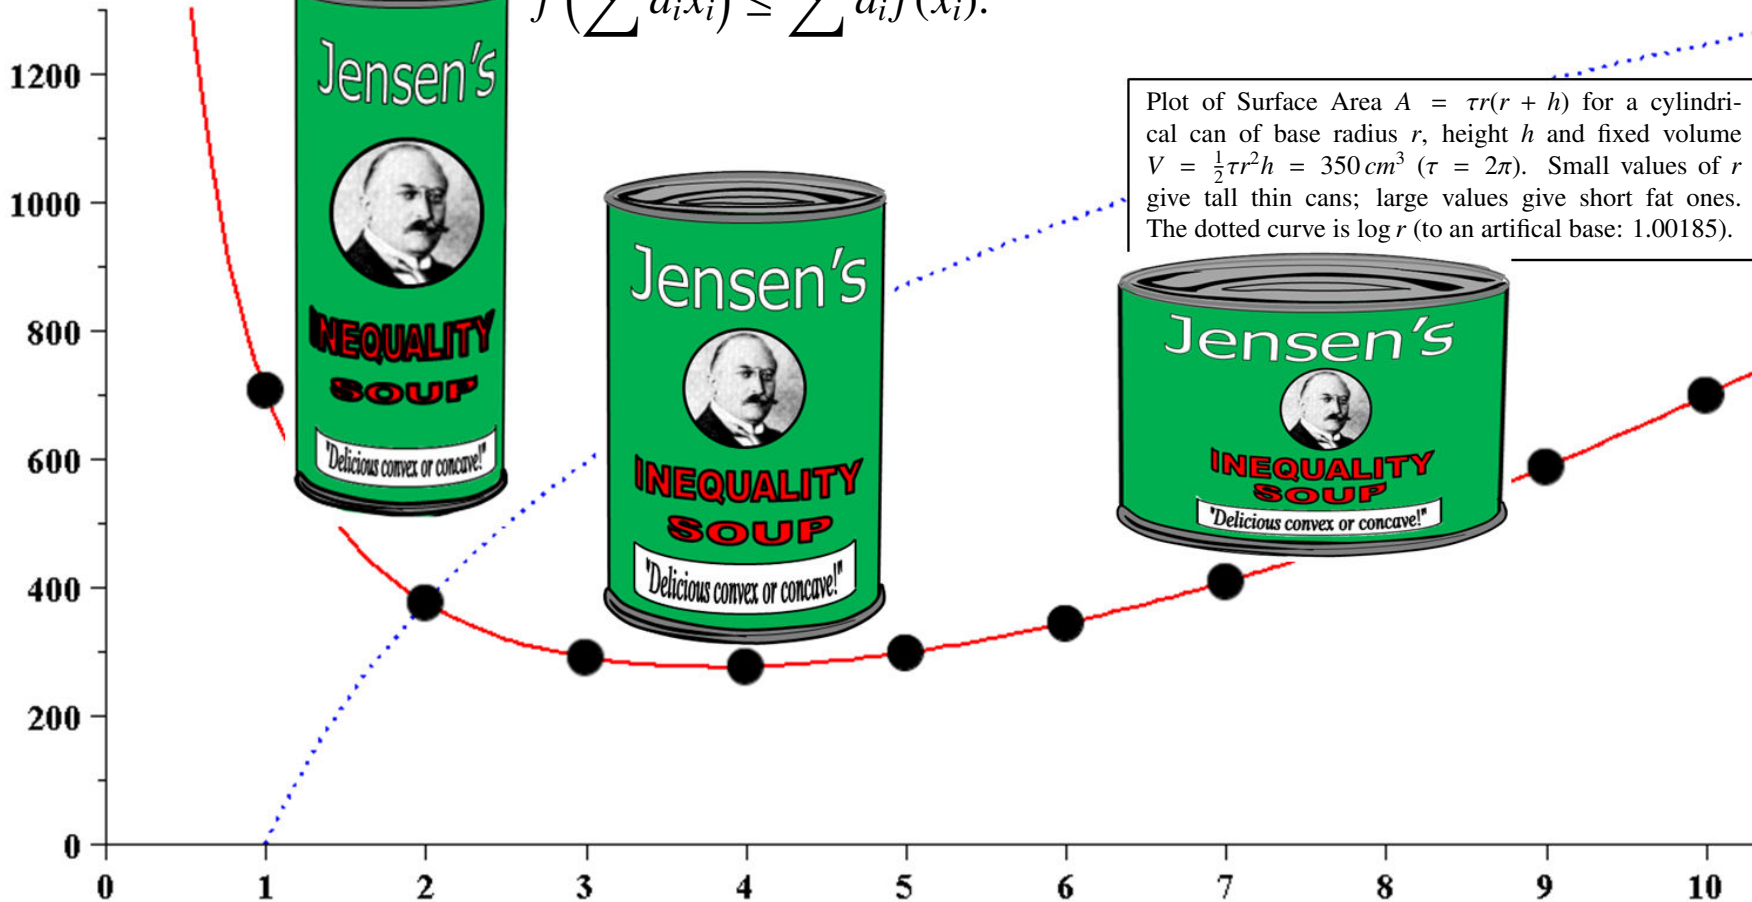 f (∑ aᵢxᵢ) ≤ ∑ aᵢf(xᵢ).
1200
1000
800
600
400
200
0
0 1 2 3 4 5 6 7 8 9 10
Jensen's
INEQUALITY
SOUP
"Delicious convex or concave!"
Jensen's
INEQUALITY
SOUP
"Delicious convex or concave!"
Plot of Surface Area A = τr(r + h) for a cylindri-
cal can of base radius r, height h and fixed volume
V = ½τr²h = 350 cm³ (τ = 2π). Small values of r
give tall thin cans; large values give short fat ones.
The dotted curve is log r (to an artifical base: 1.00185).
Jensen's
INEQUALITY
SOUP
"Delicious convex or concave!"